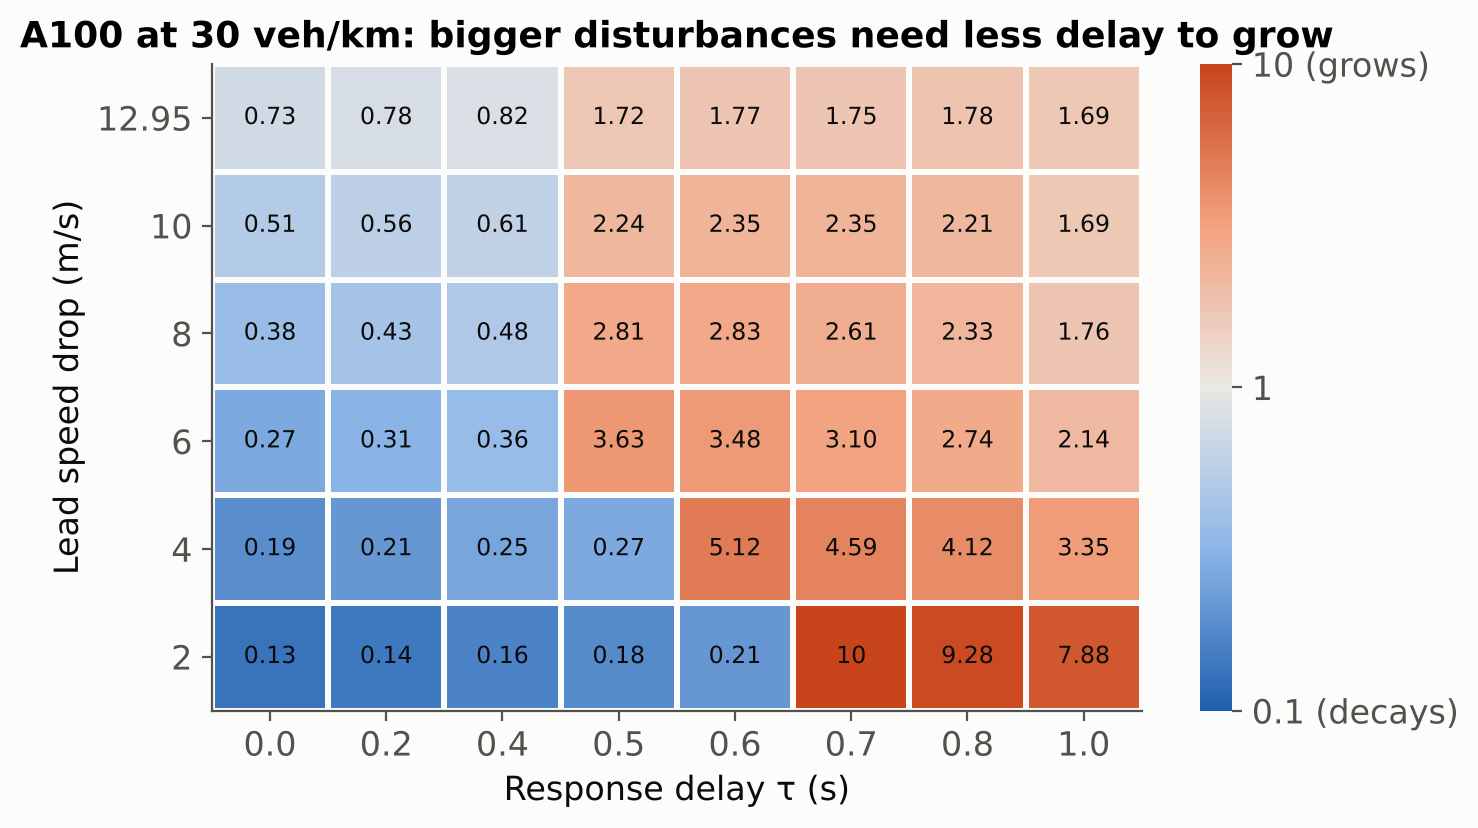 A100 at 30 veh/km: bigger disturbances need less delay to grow
10 (grows)
12.95 0.73 0.78 0.82 1.72 1.77 1.75 1.78 1.69
10 0.51 0.56 0.61 2.24 2.35 2.35 2.21 1.69
8 0.38 0.43 0.48 2.81 2.83 2.61 2.33 1.76
1
6 0.27 0.31 0.36 3.63 3.48 3.10 2.74 2.14
4 0.19 0.21 0.25 0.27 5.12 4.59 4.12 3.35
2 0.13 0.14 0.16 0.18 0.21 10 9.28 7.88
0.1 (decays)
Lead speed drop (m/s)
0.0 0.2 0.4 0.5 0.6 0.7 0.8 1.0
Response delay τ (s)